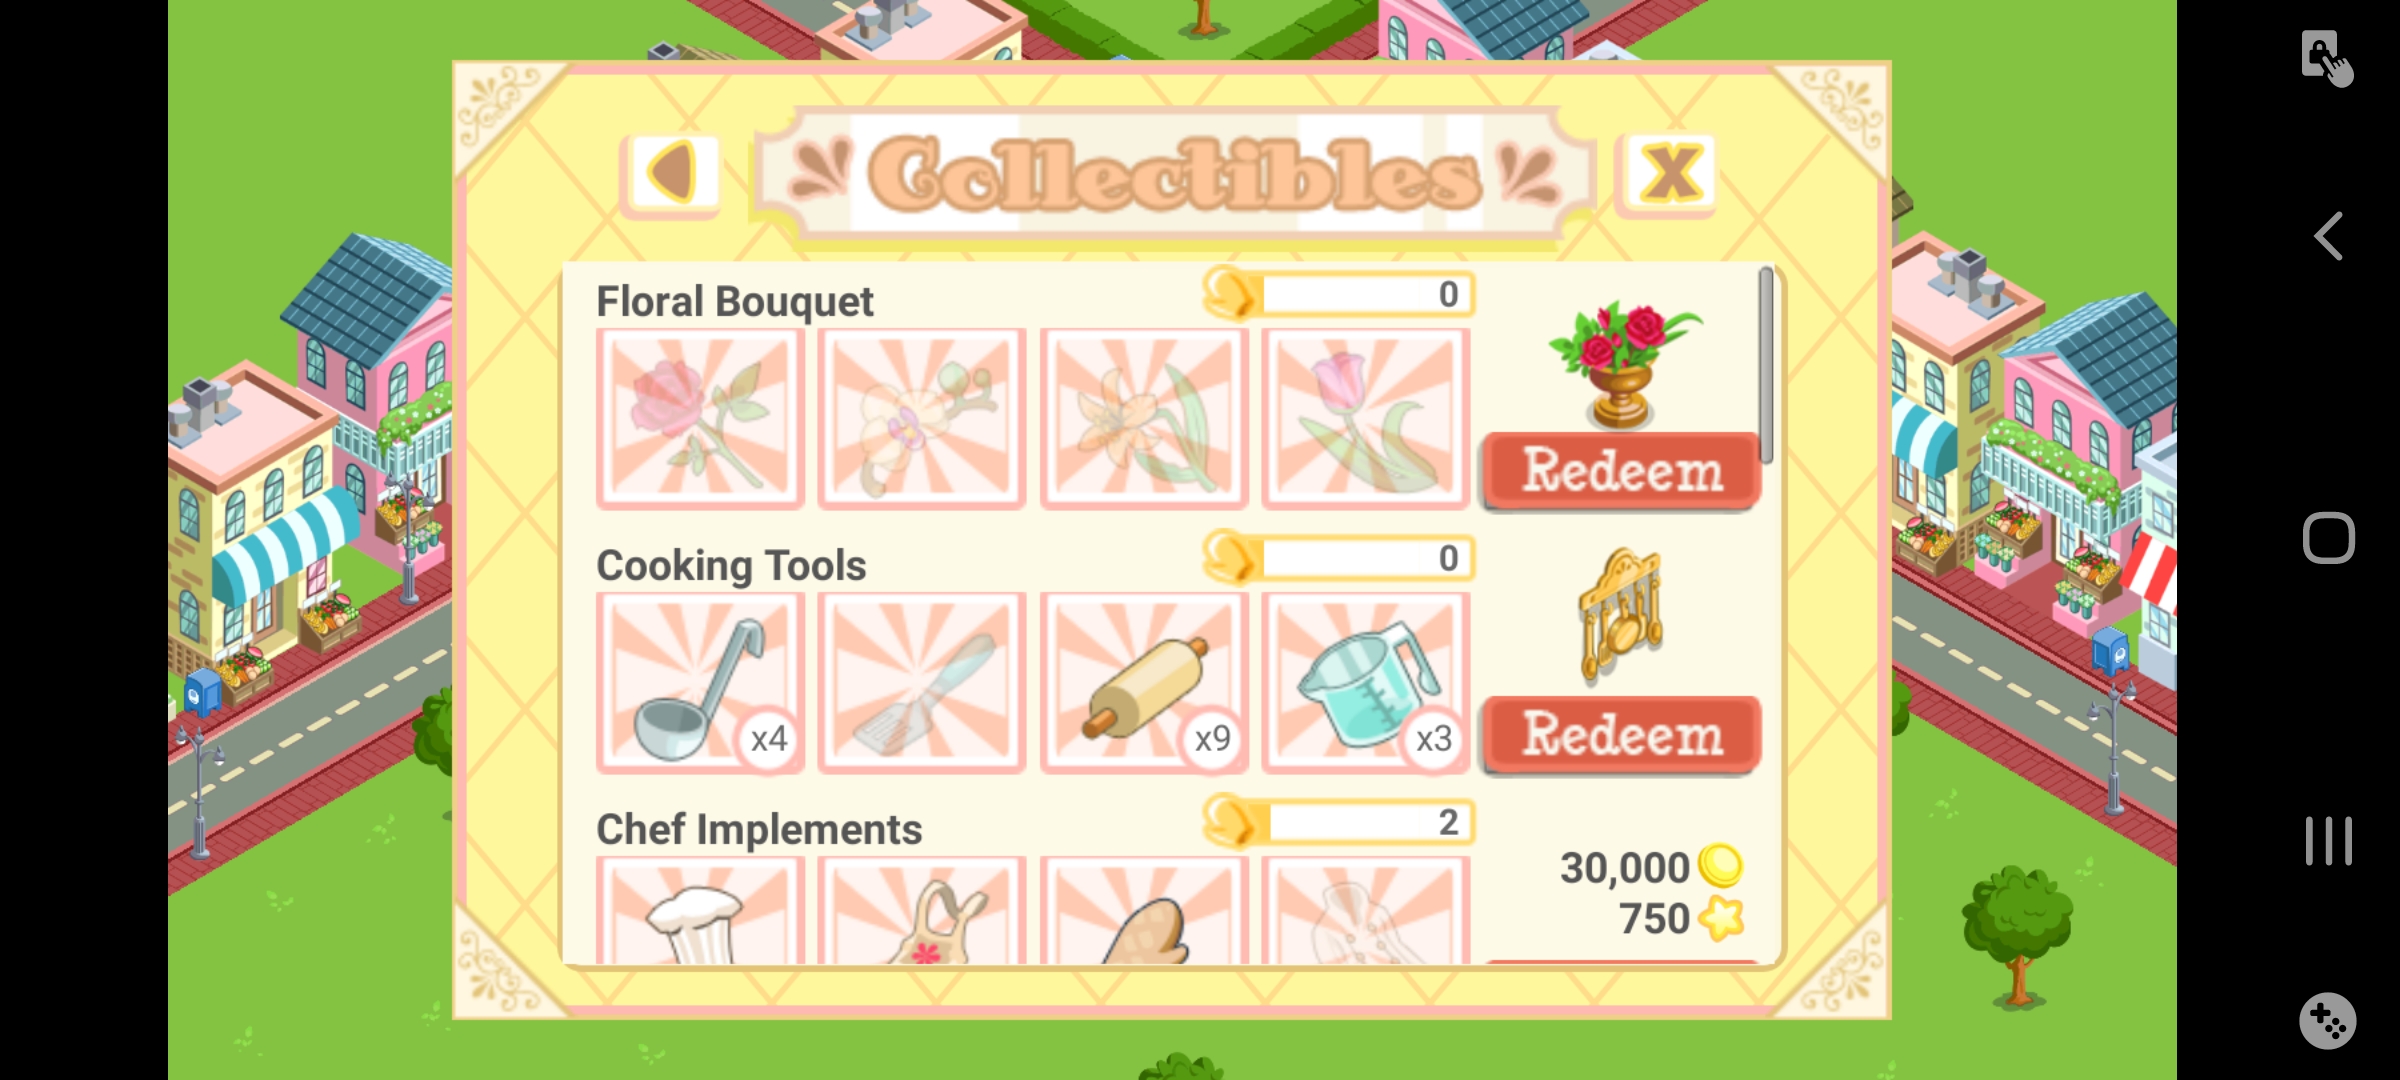 Collectibles
X
Floral Bouquet
0
Redeem
Cooking Tools
0
x4
x9
x3
Redeem
Chef Implements
2
30,000
750